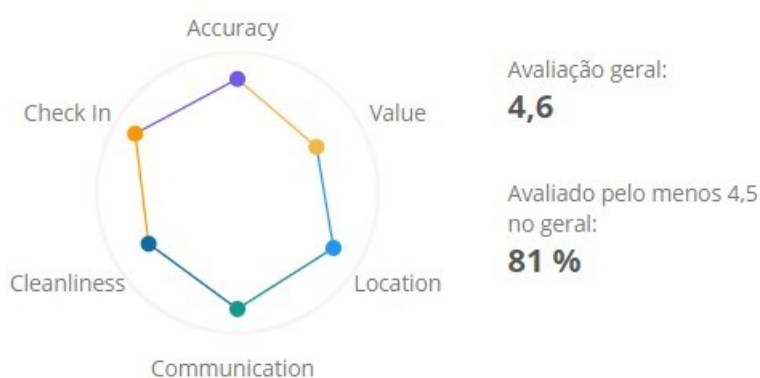 Accuracy
Check In
Value
Cleanliness
Location
Communication
Avaliação geral:
4,6
Avaliado pelo menos 4,5
no geral:
81 %